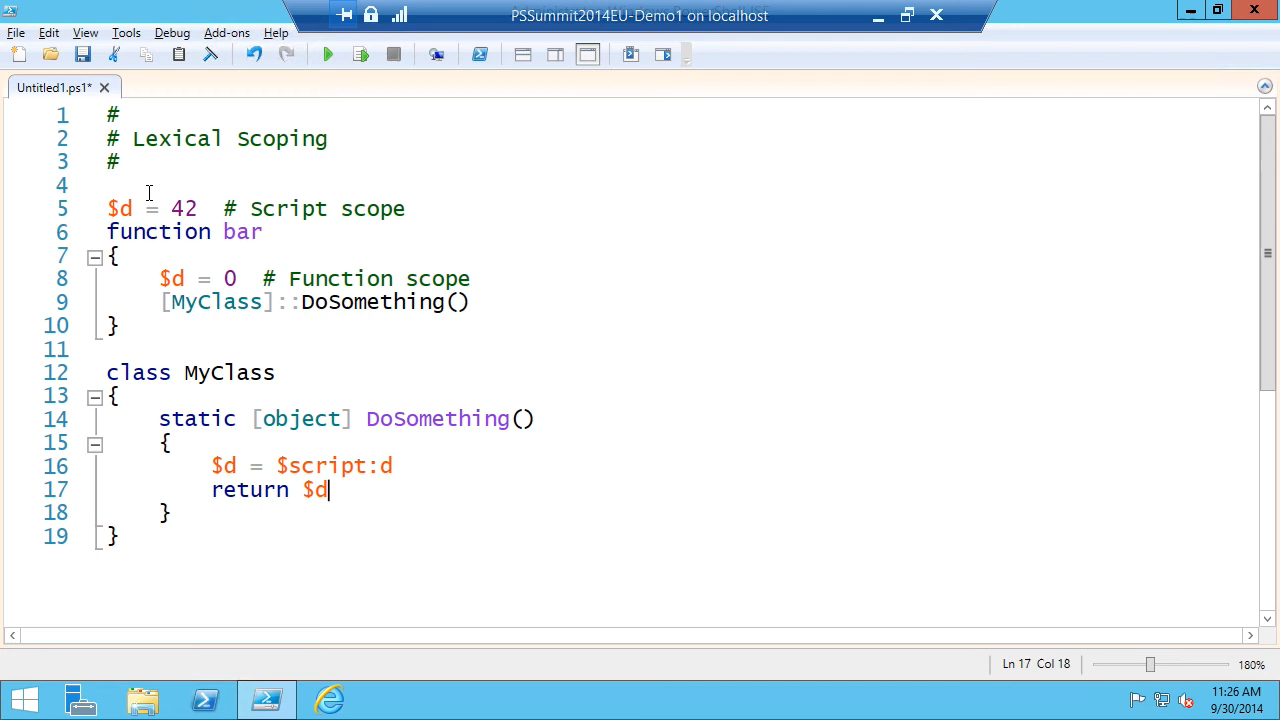 PSSummit2014EU-Demo1 on localhost
File Edit View Tools Debug Add-ons Help
Untitled1.ps1*
1 #
2 # Lexical Scoping
3 #
4
5 $d = 42 # Script scope
6 function bar
7 {
8 $d = 0 # Function scope
9 [MyClass]::DoSomething()
10 }
11
12 class MyClass
13 {
14 static [object] DoSomething()
15 {
16 $d = $script:d
17 return $d
18 }
19 }
Ln 17 Col 18 180%
11:26 AM
9/30/2014